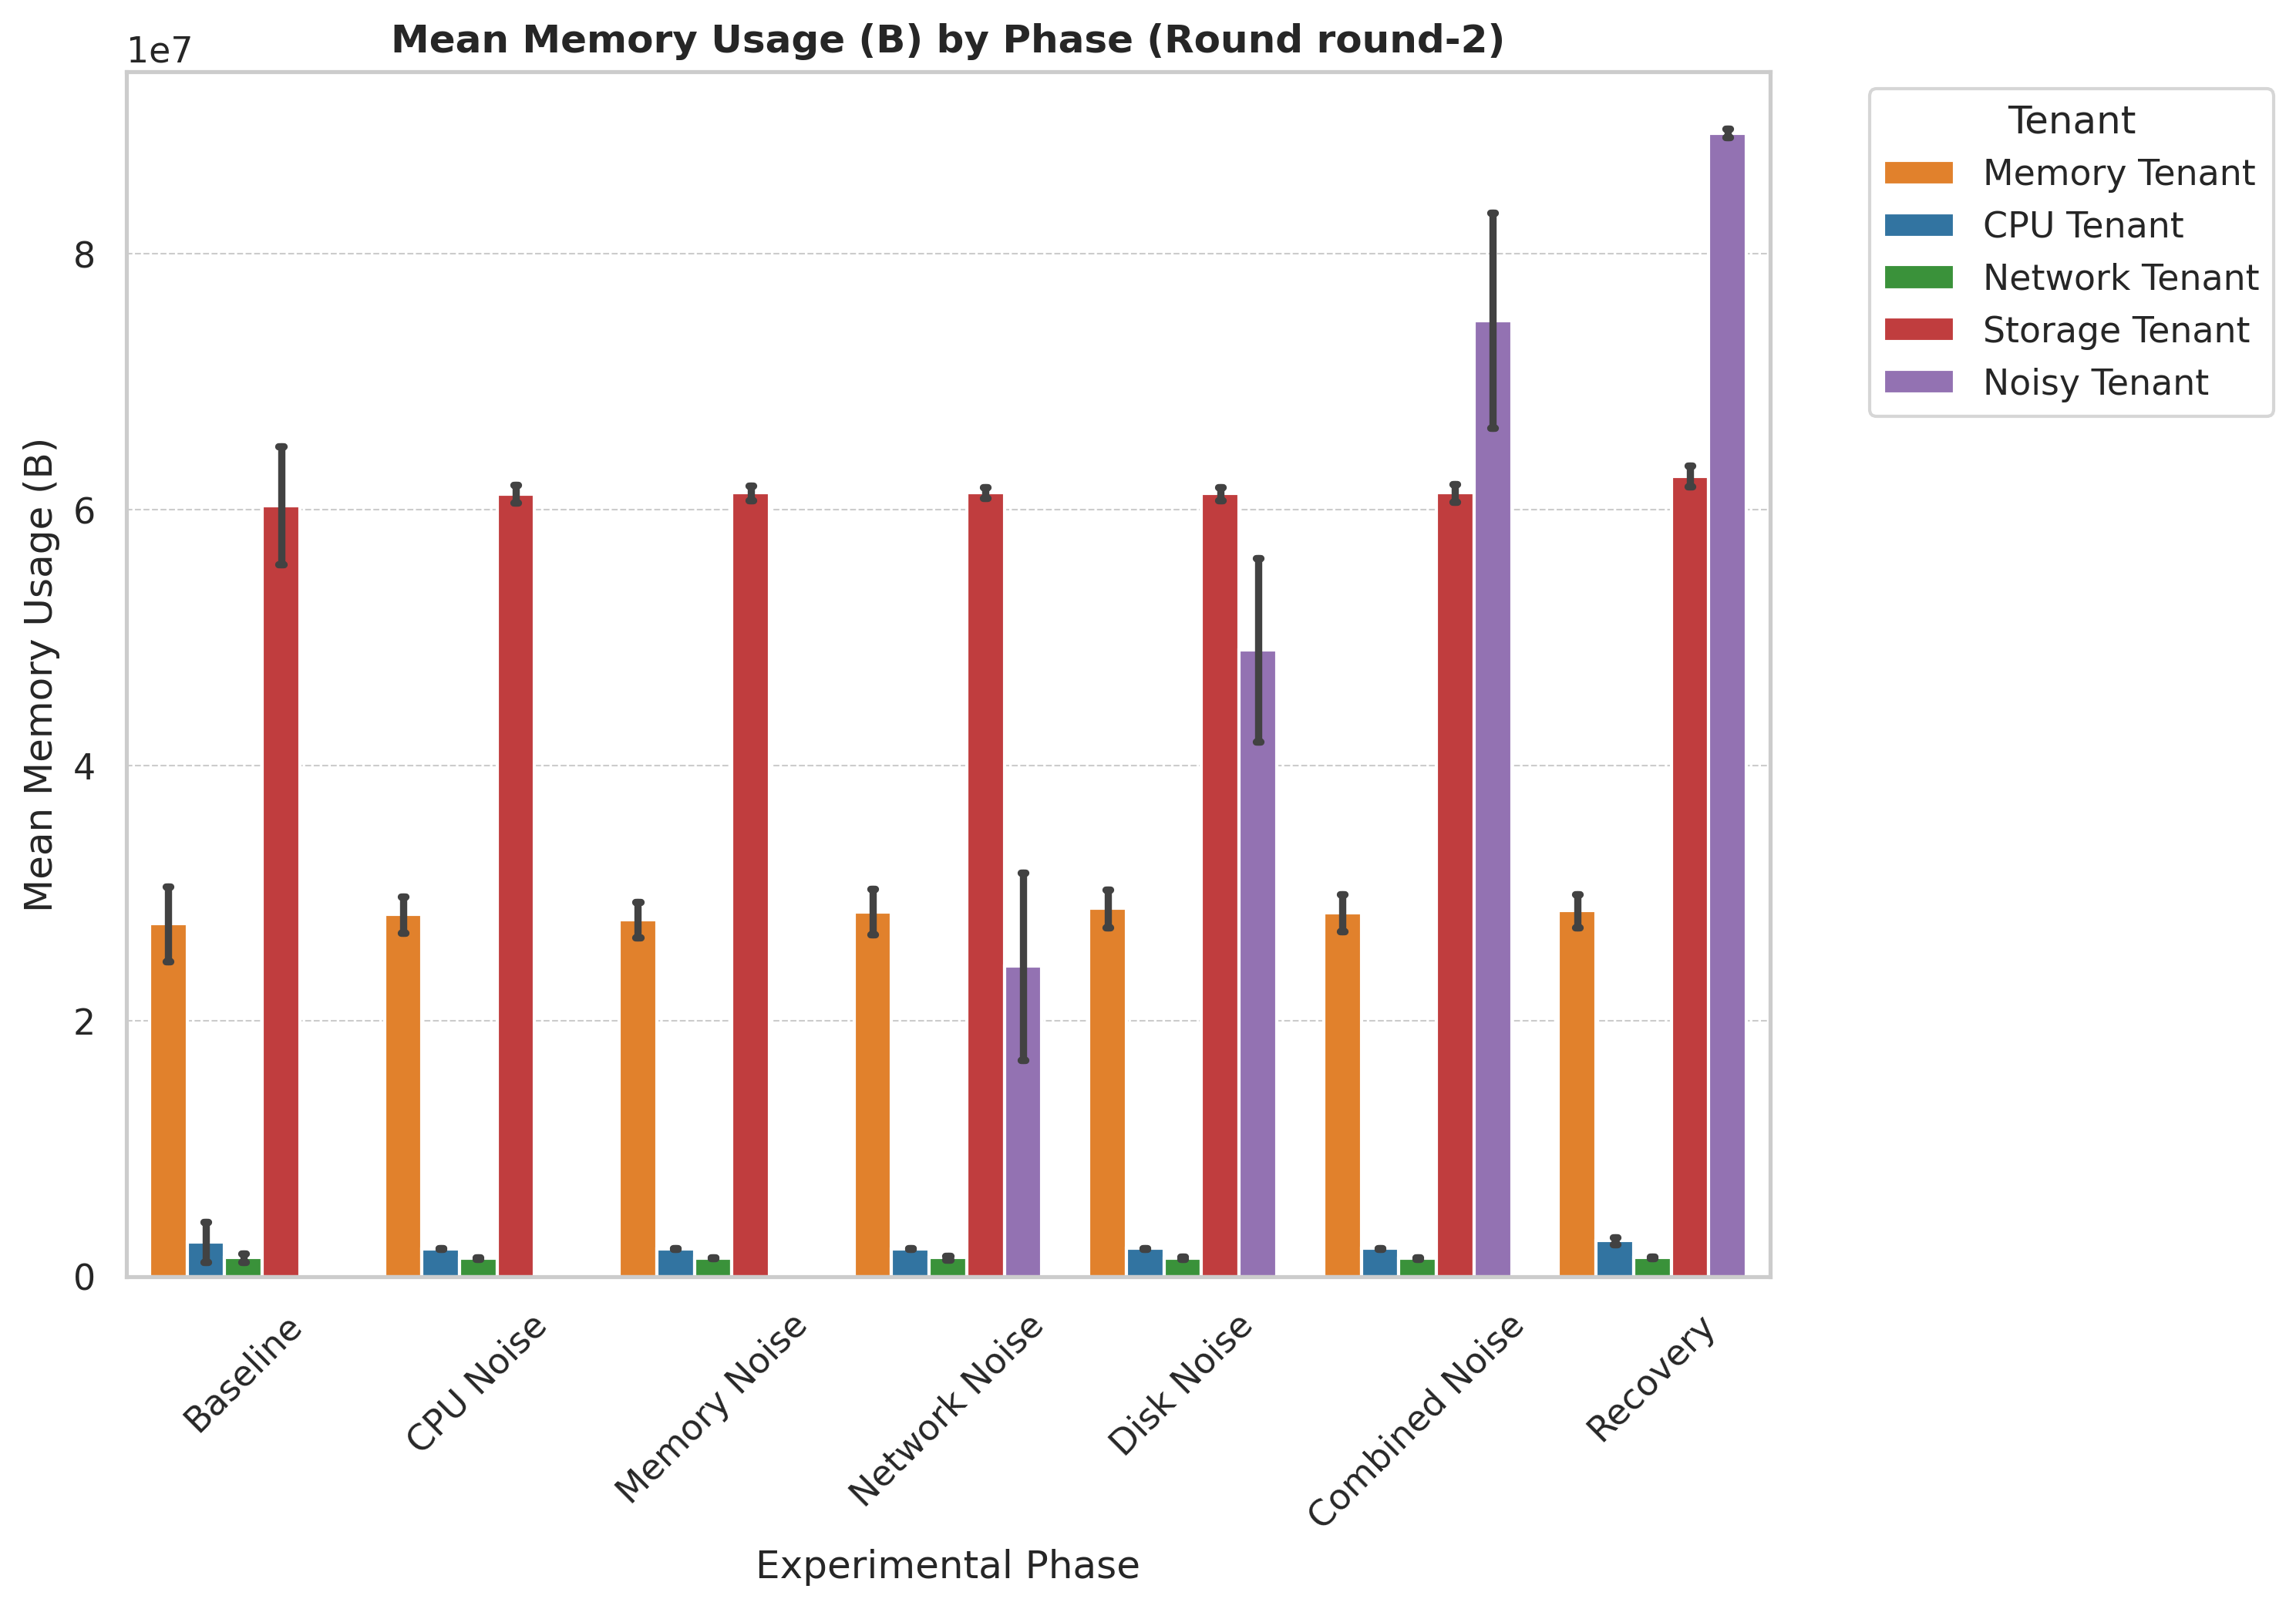 Mean Memory Usage (B) by Phase (Round round-2)
1e7
Mean Memory Usage (B)
8
6
4
2
0
Baseline
CPU Noise
Memory Noise
Network Noise
Disk Noise
Combined Noise
Recovery
Experimental Phase
Tenant
Memory Tenant
CPU Tenant
Network Tenant
Storage Tenant
Noisy Tenant